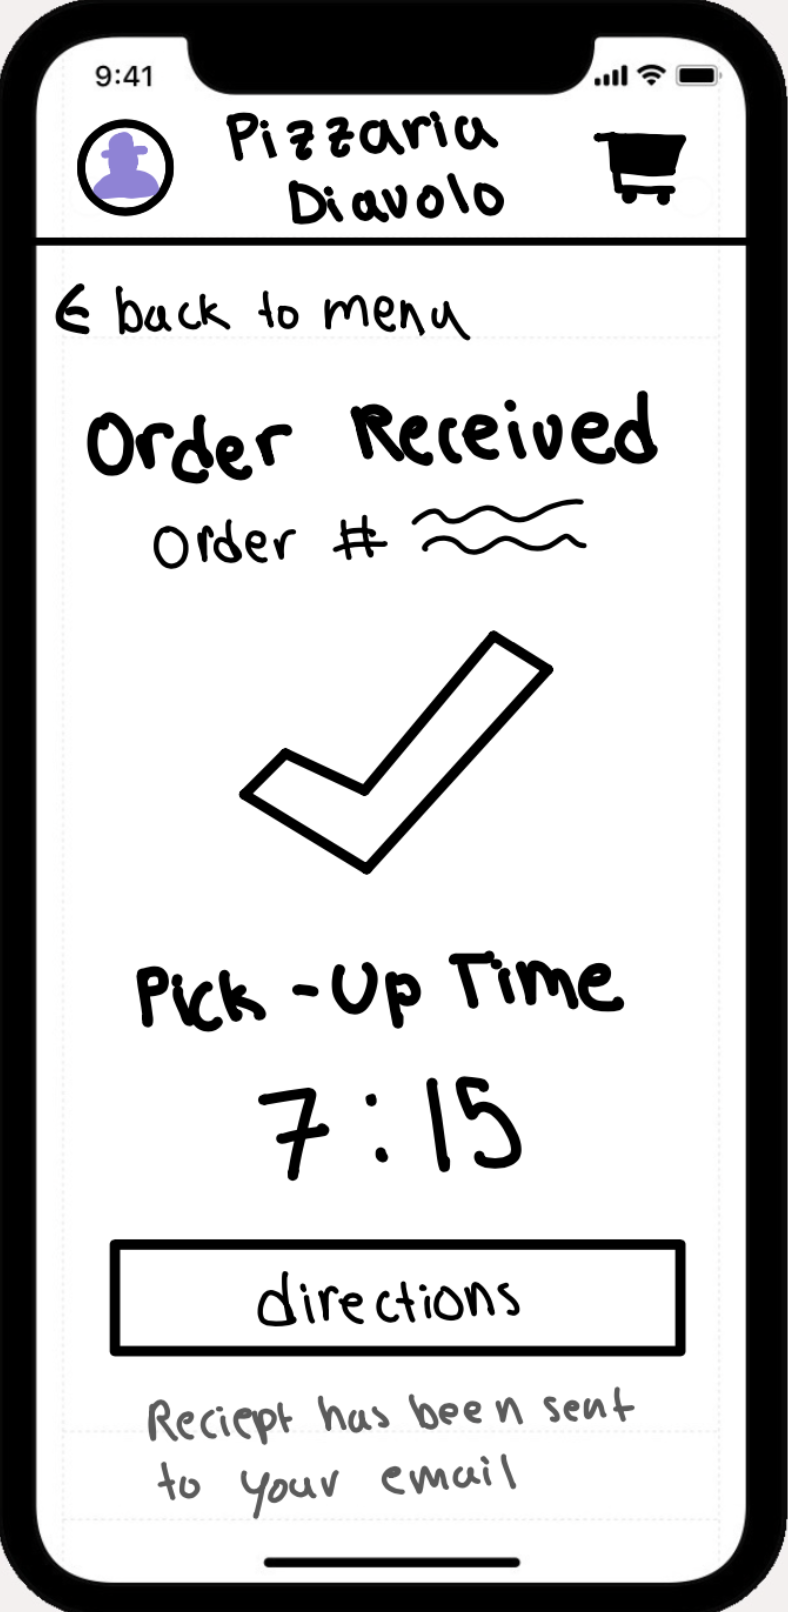 9:41
Pizzaria
Diavolo
← back to menu
Order Received
Order #
Pick-Up Time
7:15
directions
Reciept has been sent
to your email